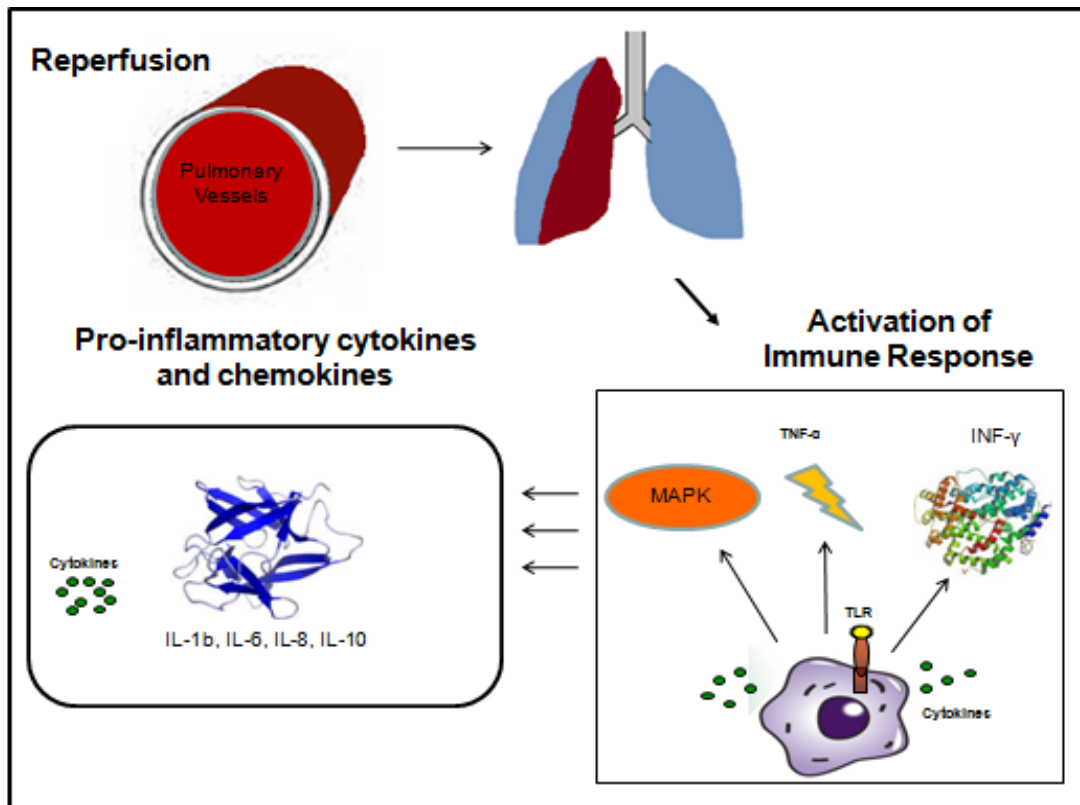 Reperfusion
Pulmonary
Vessels
Activation of
Immune Response
Pro-inflammatory cytokines
and chemokines
TNF-α
INF-γ
MAPK
TLR
Cytokines
Cytokines
IL-1b, IL-6, IL-8, IL-10